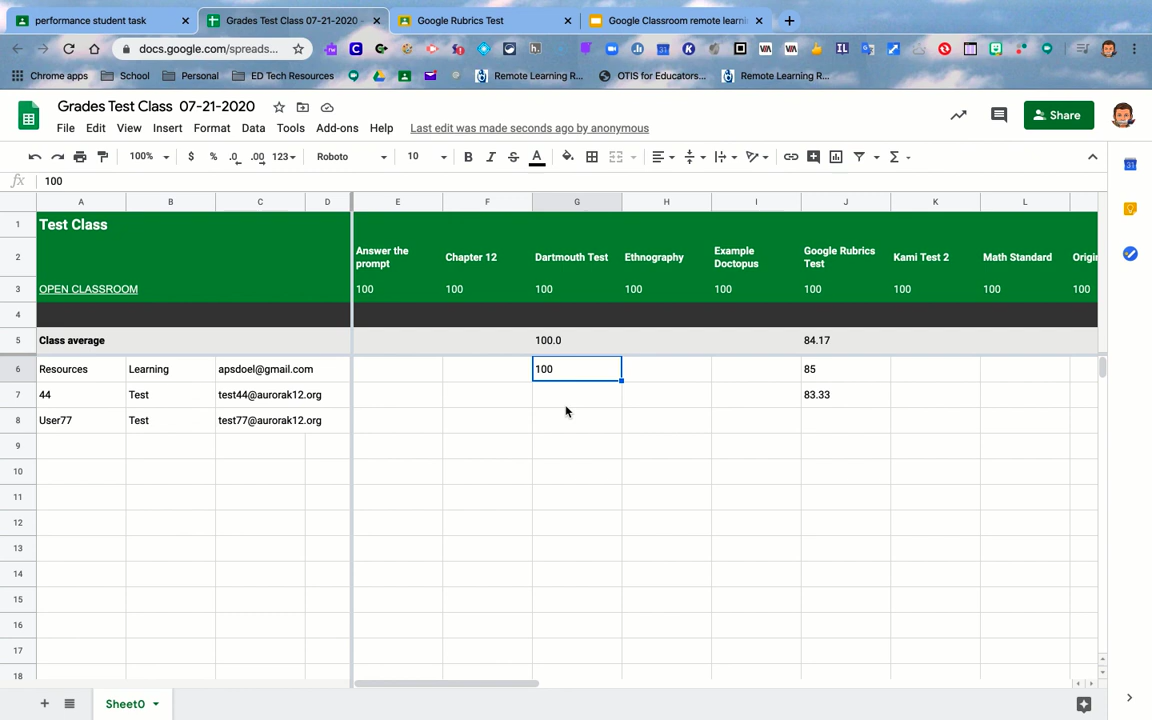 performance student task
Grades Test Class 07-21-2020 -
Google Rubrics Test
Google Classroom remote learni
docs.google.com/spreads...
Chrome apps
School
Personal
ED Tech Resources
Remote Learning R...
OTIS for Educators...
Remote Learning R...
Grades Test Class 07-21-2020
Share
File Edit View Insert Format Data Tools Add-ons Help Last edit was made seconds ago by anonymous
100% $ % .0 .00 123 Roboto 10 B I S A
fx 100
A B C D E F G H I J K L
1 Test Class
2 Answer the prompt Chapter 12 Dartmouth Test Ethnography Example Doctopus Google Rubrics Test Kami Test 2 Math Standard Origi
3 OPEN CLASSROOM 100 100 100 100 100 100 100 100 100
4
5 Class average 100.0 84.17
6 Resources Learning apsdoel@gmail.com 100 85
7 44 Test test44@aurorak12.org 83.33
8 User77 Test test77@aurorak12.org
9
10
11
12
13
14
15
16
17
18
Sheet0